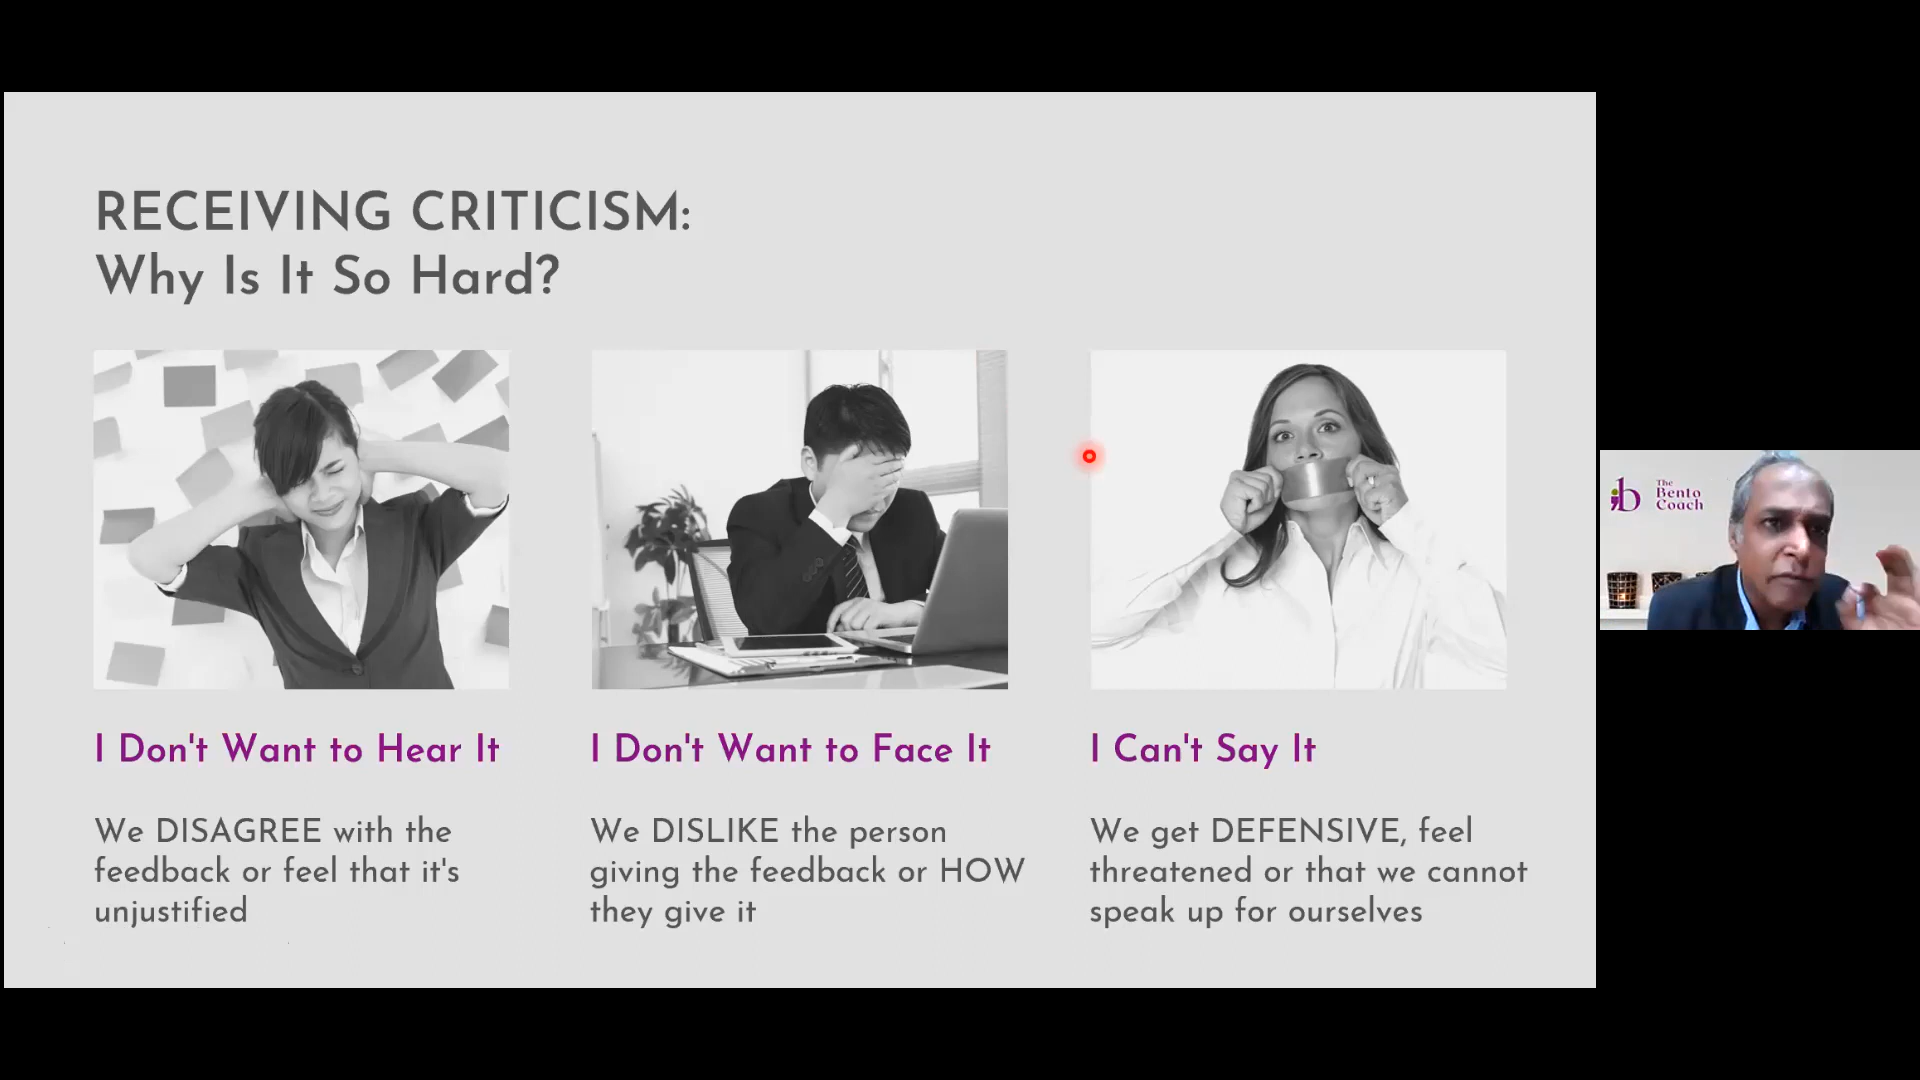 RECEIVING CRITICISM:
Why Is It So Hard?
I Don't Want to Hear It
We DISAGREE with the
feedback or feel that it's
unjustified
I Don't Want to Face It
We DISLIKE the person
giving the feedback or HOW
they give it
I Can't Say It
We get DEFENSIVE, feel
threatened or that we cannot
speak up for ourselves
b
The
Bento
Coach